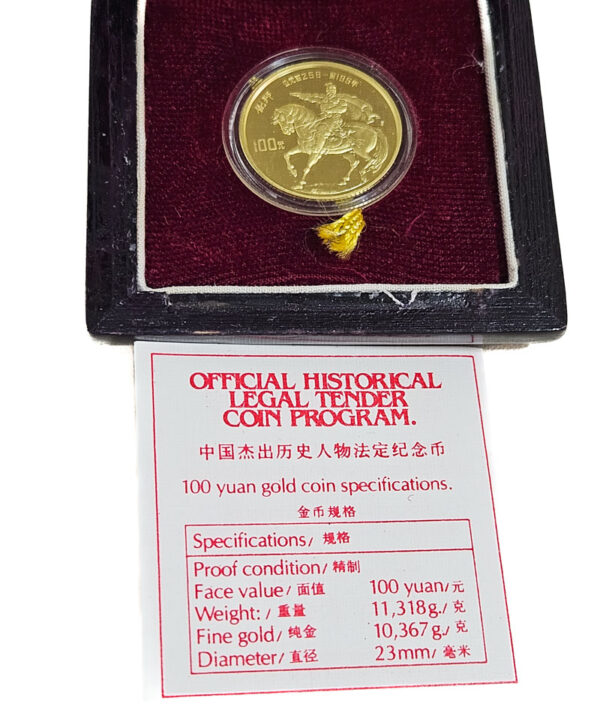 100元
OFFICIAL HISTORICAL
LEGAL TENDER
COIN PROGRAM.
中国杰出历史人物法定纪念币
100 yuan gold coin specifications.
金币规格
Specifications/ 规格
Proof condition/ 精制
Face value/ 面值 100 yuan/元
Weight:/ 重量 11,318g./ 克
Fine gold/ 纯金 10,367g./ 克
Diameter/ 直径 23mm/ 毫米